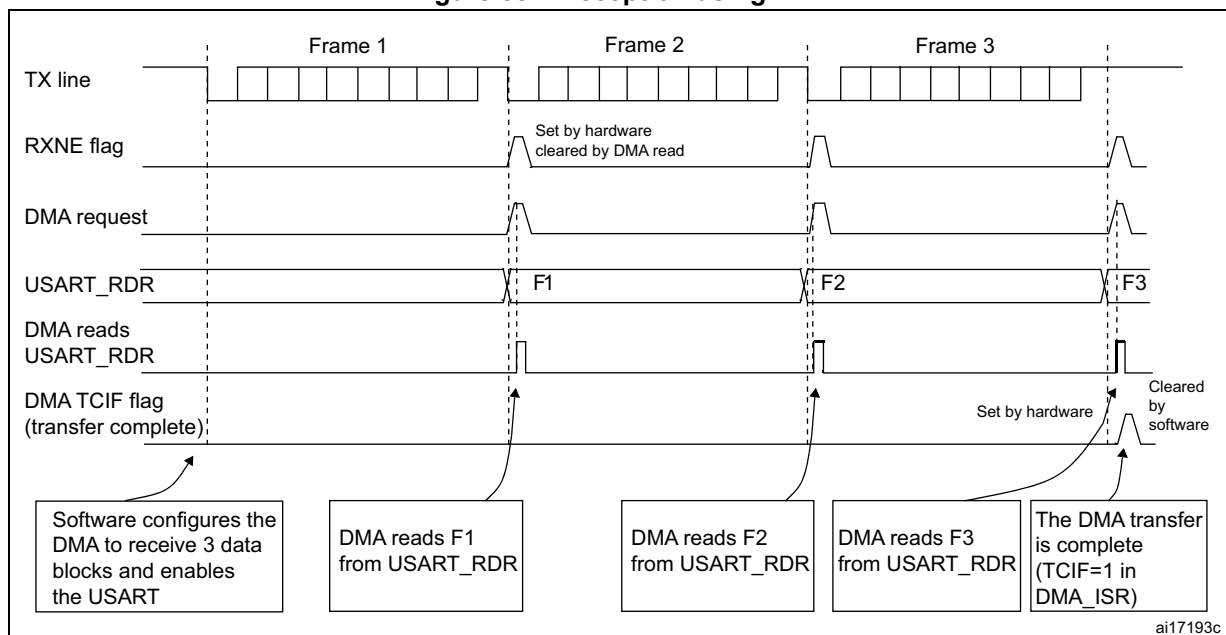 Frame 1
Frame 2
Frame 3
TX line
RXNE flag
Set by hardware
cleared by DMA read
DMA request
USART_RDR
F1
F2
F3
DMA reads
USART_RDR
DMA TCIF flag
(transfer complete)
Set by hardware
Cleared
by
software
Software configures the
DMA to receive 3 data
blocks and enables
the USART
DMA reads F1
from USART_RDR
DMA reads F2
from USART_RDR
DMA reads F3
from USART_RDR
The DMA transfer
is complete
(TCIF=1 in
DMA_ISR)
ai17193c